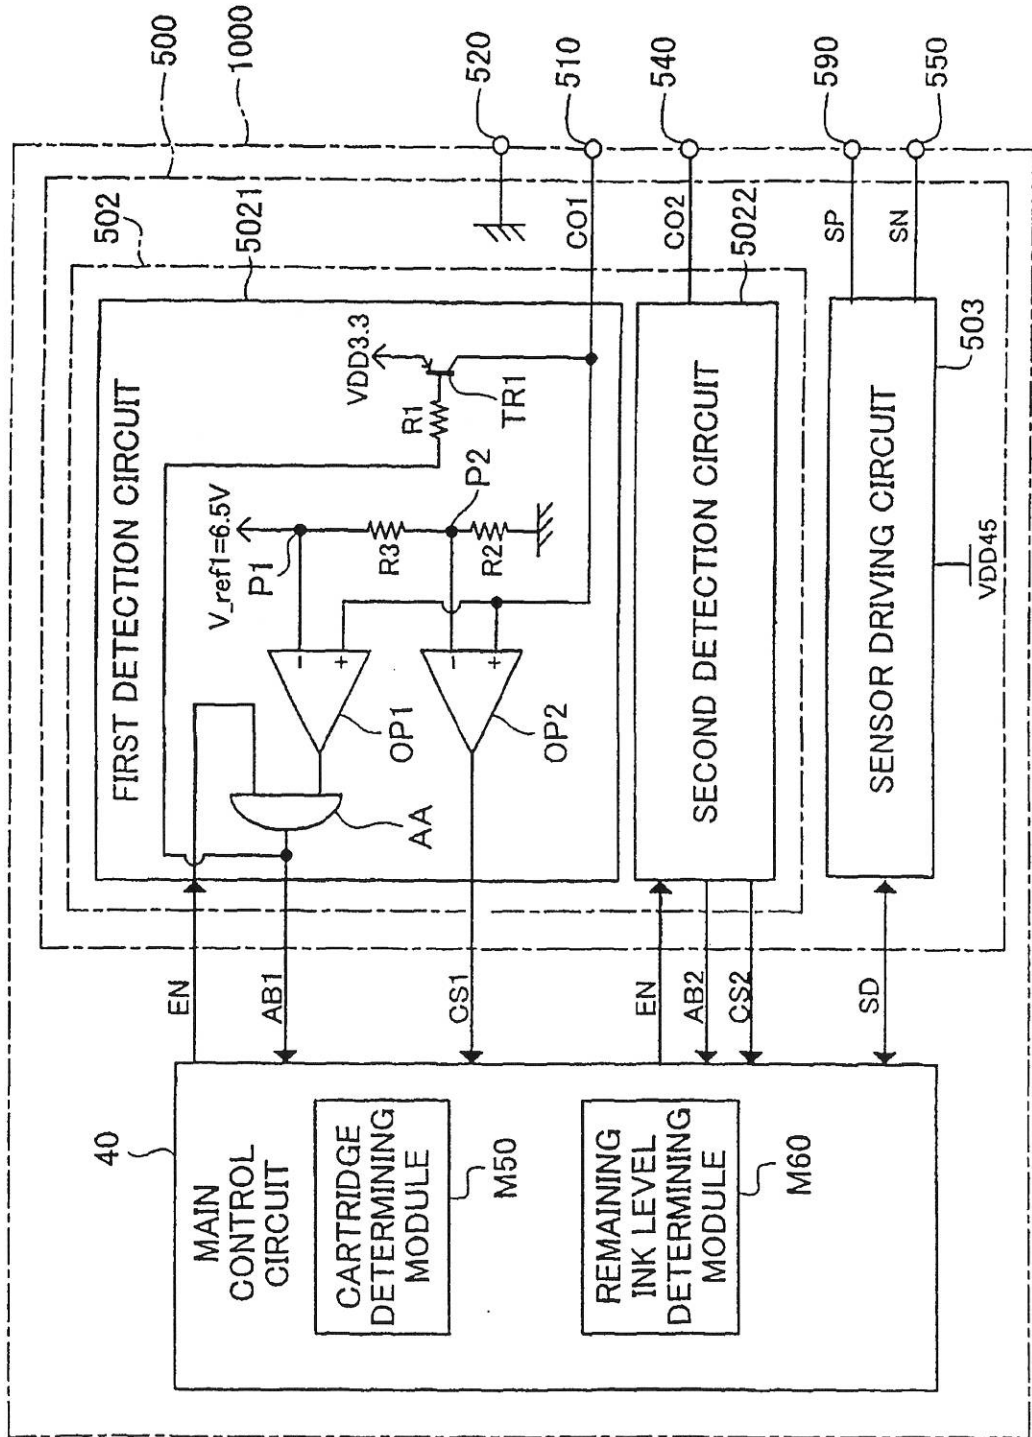 40
MAIN
CONTROL
CIRCUIT
CARTRIDGE
DETERMINING
MODULE
M50
REMAINING
INK LEVEL
DETERMINING
MODULE
M60
EN
AB1
CS1
EN
AB2
CS2
SD
FIRST DETECTION CIRCUIT
AA
OP1
-
+
OP2
-
+
V_ref1=6.5V
P1
R3
P2
R2
R1
VDD3.3
TR1
SECOND DETECTION CIRCUIT
SENSOR DRIVING CIRCUIT
VDD45
502
5021
5022
503
CO1
CO2
SP
SN
500
1000
520
510
540
590
550